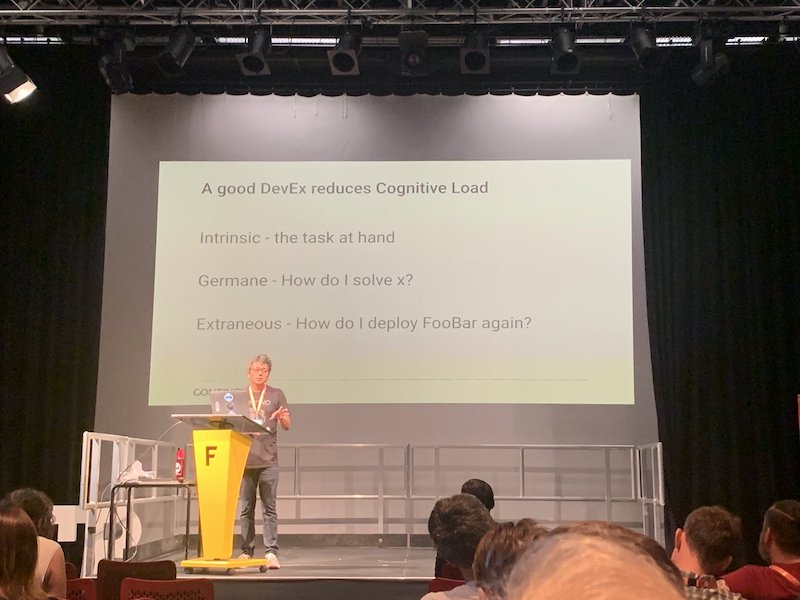 A good DevEx reduces Cognitive Load
Intrinsic - the task at hand
Germane - How do I solve x?
Extraneous - How do I deploy FooBar again?
F